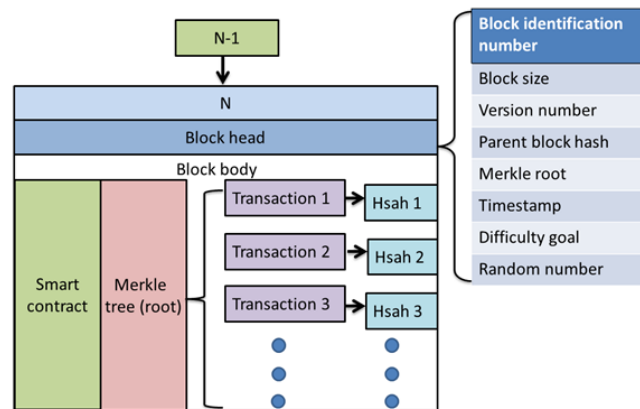 N-1
N
Block head
Block body
Smart
contract
Merkle
tree (root)
Transaction 1
Hsah 1
Transaction 2
Hsah 2
Transaction 3
Hsah 3
Block identification
number
Block size
Version number
Parent block hash
Merkle root
Timestamp
Difficulty goal
Random number